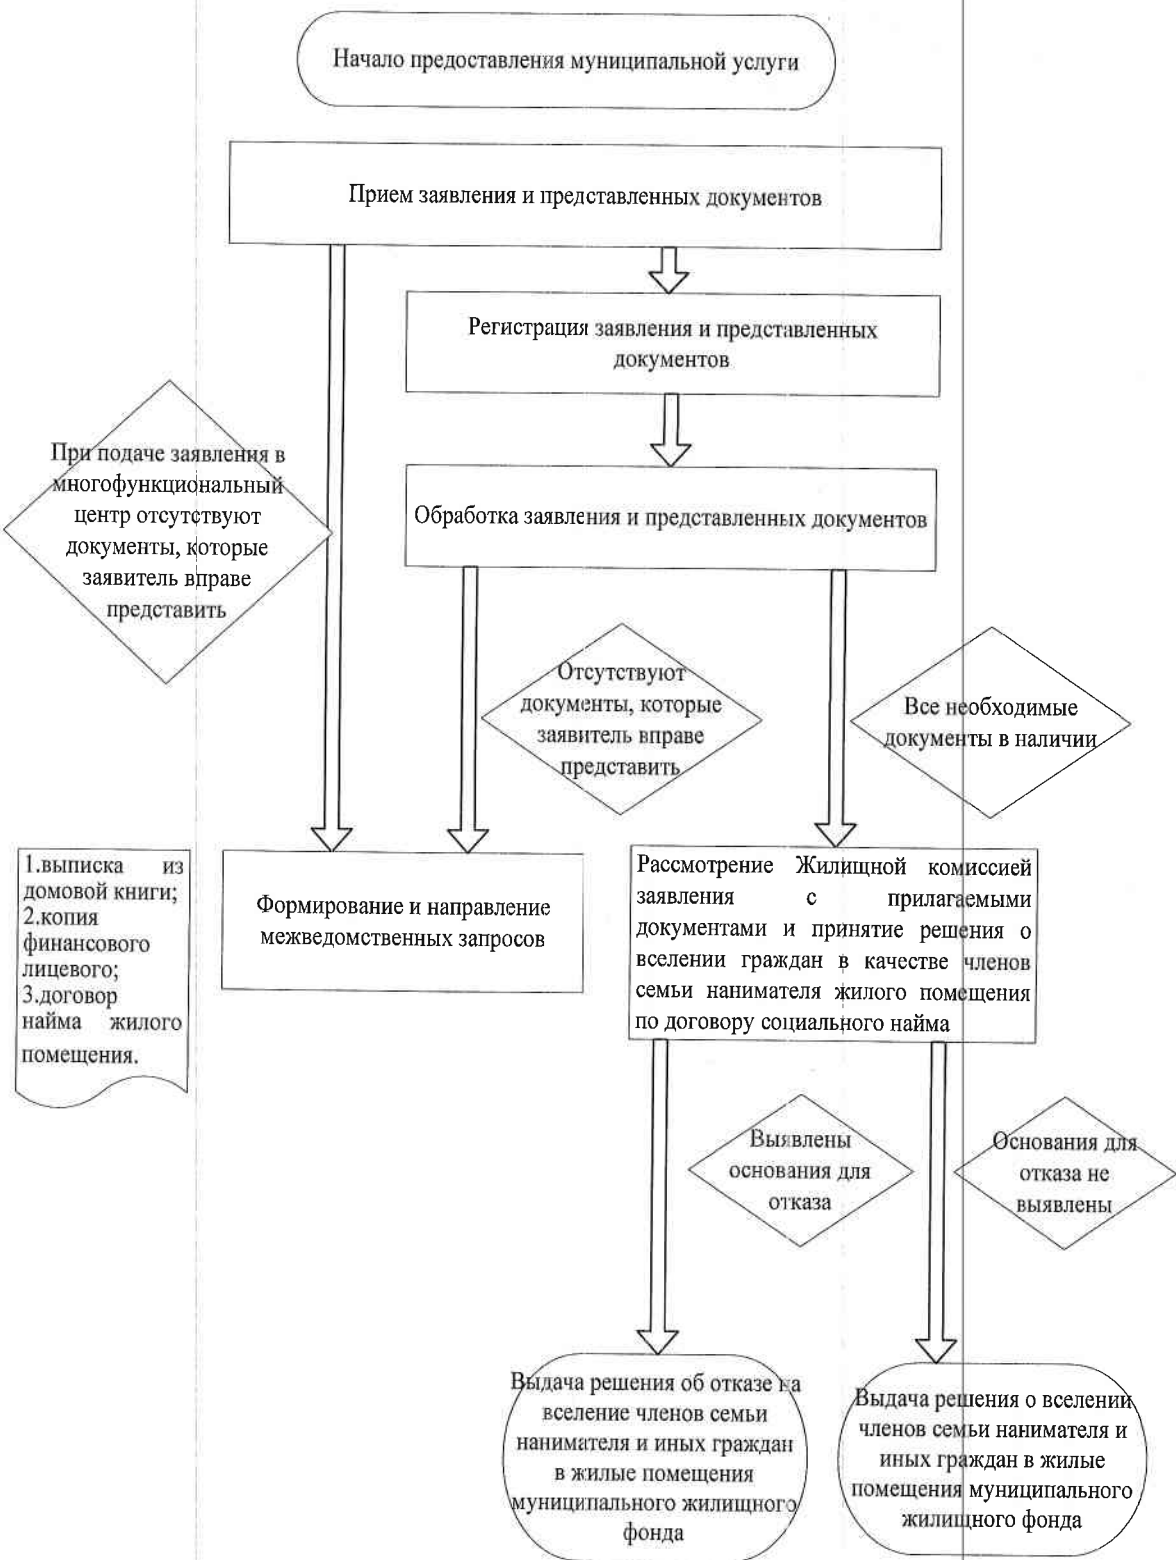 Начало предоставления муниципальной услуги
Прием заявления и представленных документов
Регистрация заявления и представленных
документов
При подаче заявления в
многофункциональный
центр отсутствуют
документы, которые
заявитель вправе
представить
Обработка заявления и представленных документов
Отсутствуют
документы, которые
заявитель вправе
представить
Все необходимые
документы в наличии
1.выписка из
домовой книги;
2.копия
финансового
лицевого;
3.договор
найма жилого
помещения.
Формирование и направление
межведомственных запросов
Рассмотрение Жилищной комиссией
заявления с прилагаемыми
документами и принятие решения о
вселении граждан в качестве членов
семьи нанимателя жилого помещения
по договору социального найма
Выявлены
основания для
отказа
Основания для
отказа не
выявлены
Выдача решения об отказе на
вселение членов семьи
нанимателя и иных граждан
в жилые помещения
муниципального жилищного
фонда
Выдача решения о вселении
членов семьи нанимателя и
иных граждан в жилые
помещения муниципального
жилищного фонда